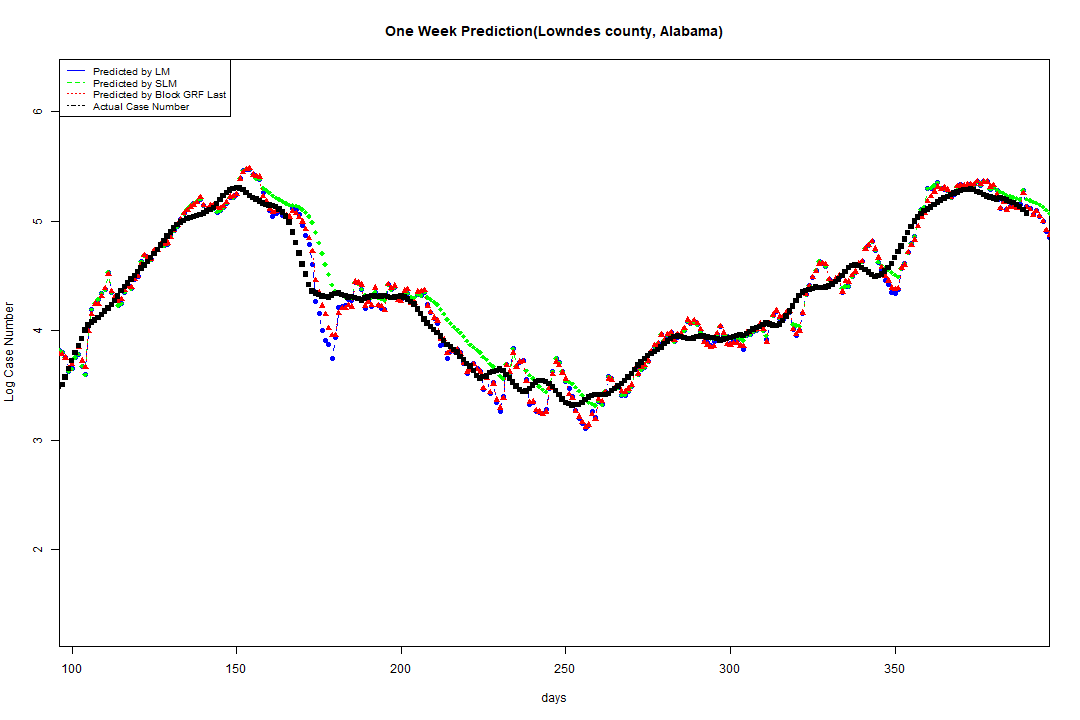 One Week Prediction(Lowndes county, Alabama)
Predicted by LM
Predicted by SLM
Predicted by Block GRF Last
Actual Case Number
6
5
4
3
2
Log Case Number
100 150 200 250 300 350
days